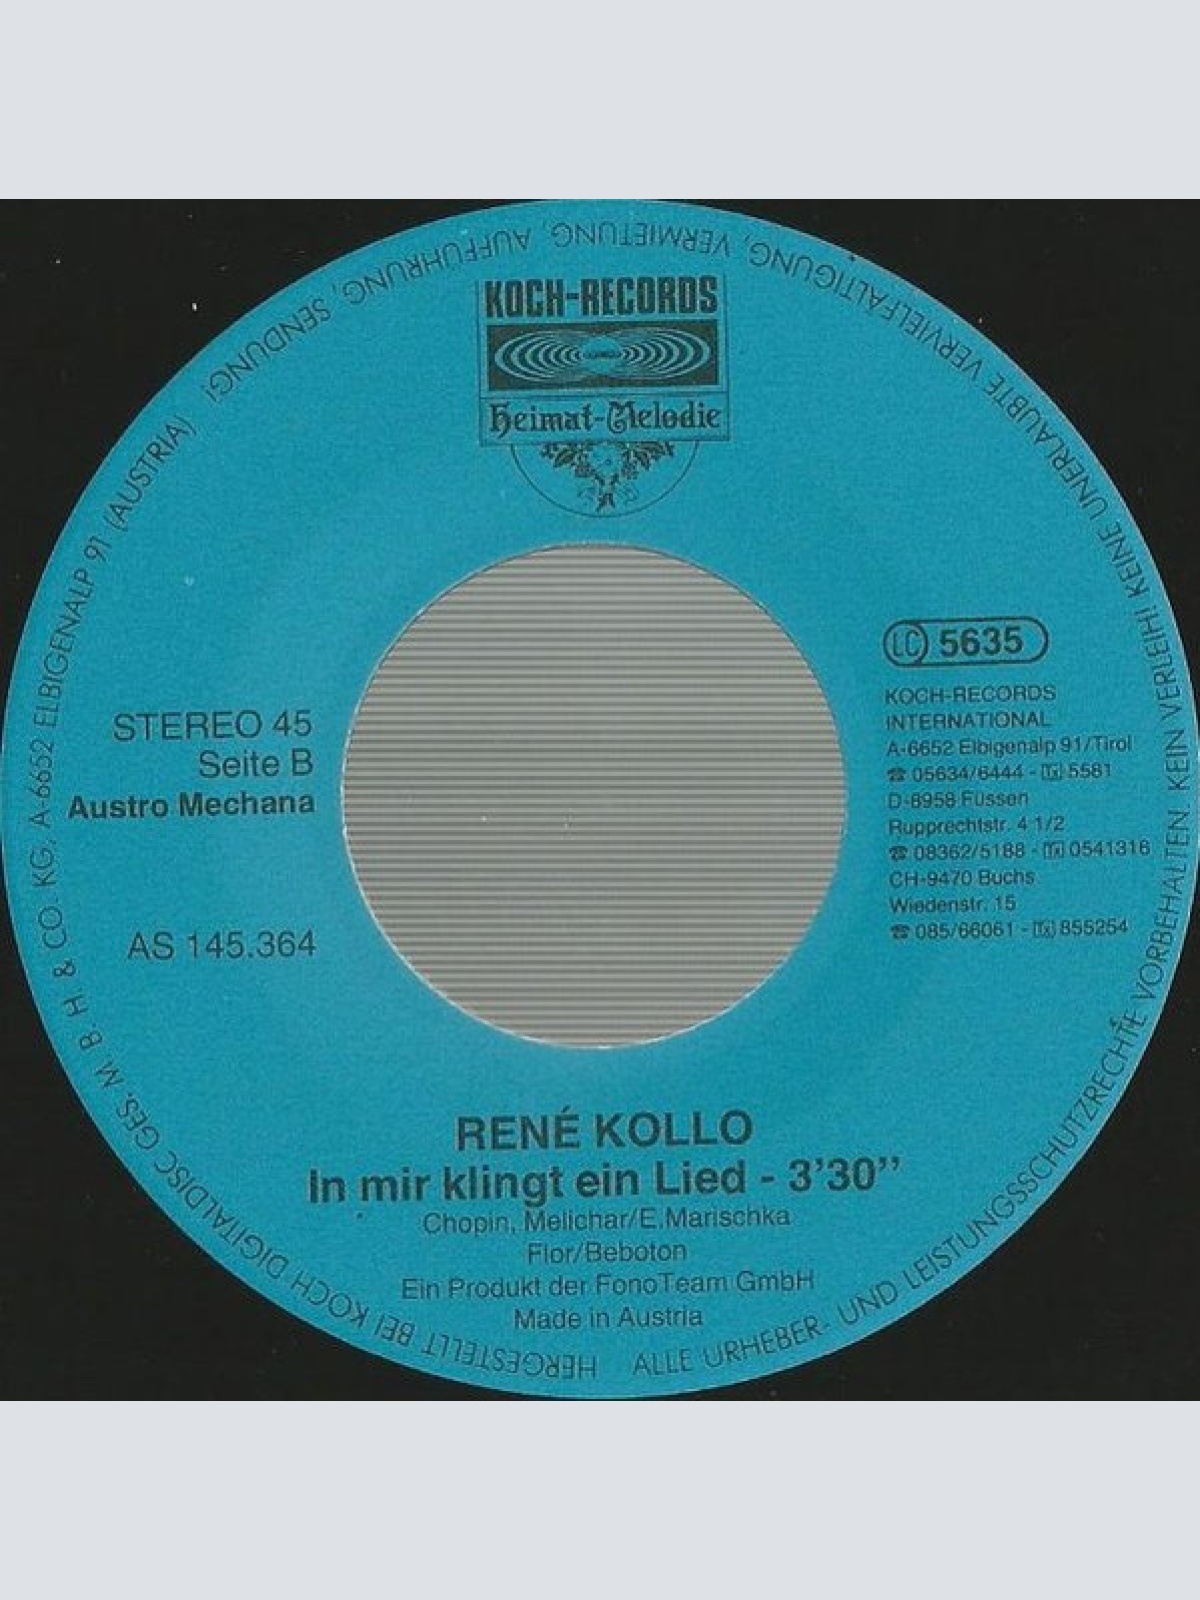 KOCH-RECORDS
Heimat-Melodie
STEREO 45
Seite B
Austro Mechana
AS 145.364
LC 5635
KOCH-RECORDS
INTERNATIONAL
A-6652 Elbigenalp 91/Tirol
☎ 05634/6444 - Tx 5581
D-8958 Füssen
Rupprechtstr. 4 1/2
☎ 08362/5188 - Tx 0541316
CH-9470 Buchs
Wiedenstr. 15
☎ 085/66061 - Tx 855254
RENÉ KOLLO
In mir klingt ein Lied - 3'30''
Chopin, Melichar/E.Marischka
Flor/Beboton
Ein Produkt der FonoTeam GmbH
Made in Austria
HERGESTELLT BEI KOCH DIGITALDISC GES. M B H & CO. KG, A-6652 ELBIGENALP 91 (AUSTRIA)
ALLE URHEBER- UND LEISTUNGSSCHUTZRECHTE VORBEHALTEN. KEIN VERLEIH! KEINE UNERLAUBTE VERVIELFÄLTIGUNG, VERMIETUNG, AUFFÜHRUNG, SENDUNG!